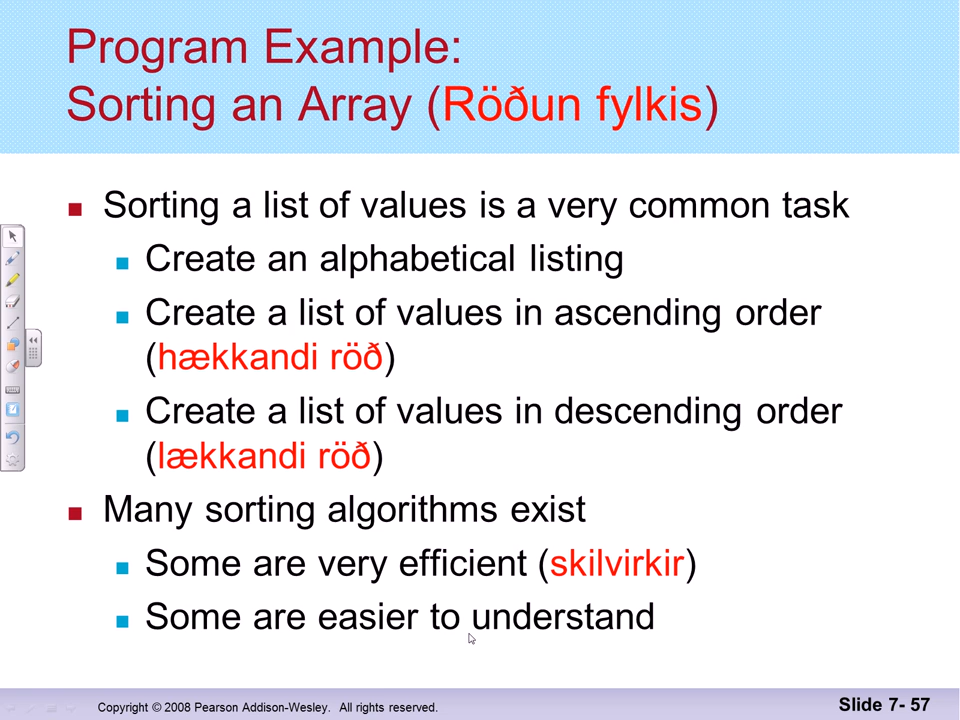 Program Example:
Sorting an Array (Röðun fylkis)
Sorting a list of values is a very common task
Create an alphabetical listing
Create a list of values in ascending order
(hækkandi röð)
Create a list of values in descending order
(lækkandi röð)
Many sorting algorithms exist
Some are very efficient (skilvirkir)
Some are easier to understand
Copyright © 2008 Pearson Addison-Wesley. All rights reserved.
Slide 7- 57